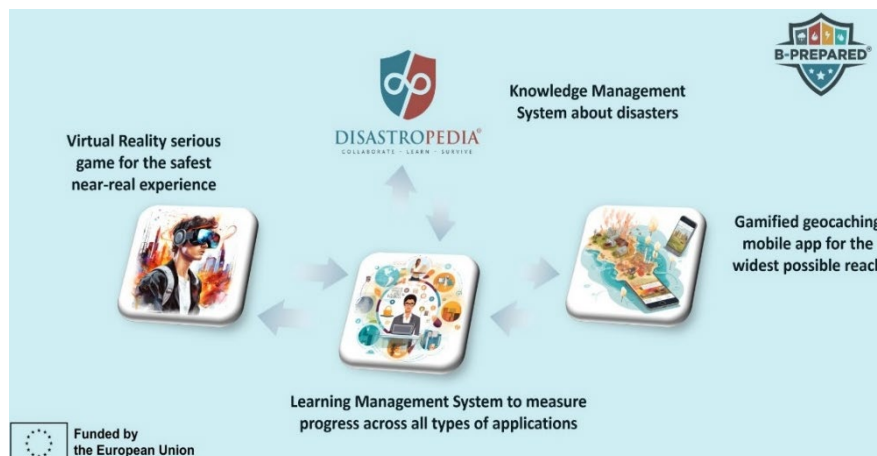 B-PREPARED®
Knowledge Management
System about disasters
DISASTROPEDIA®
COLLABORATE - LEARN - SURVIVE
Virtual Reality serious
game for the safest
near-real experience
Gamified geocaching
mobile app for the
widest possible reach
Learning Management System to measure
progress across all types of applications
Funded by
the European Union